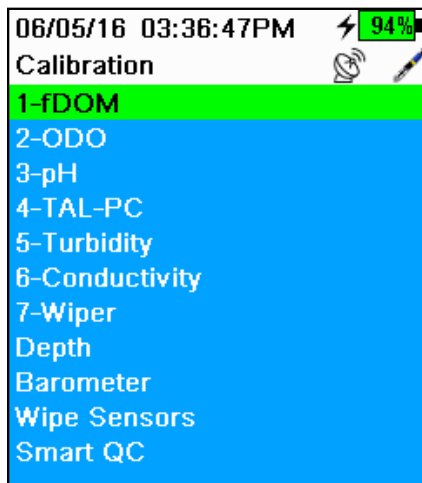 06/05/16 03:36:47PM 94%
Calibration
1-fDOM
2-ODO
3-pH
4-TAL-PC
5-Turbidity
6-Conductivity
7-Wiper
Depth
Barometer
Wipe Sensors
Smart QC